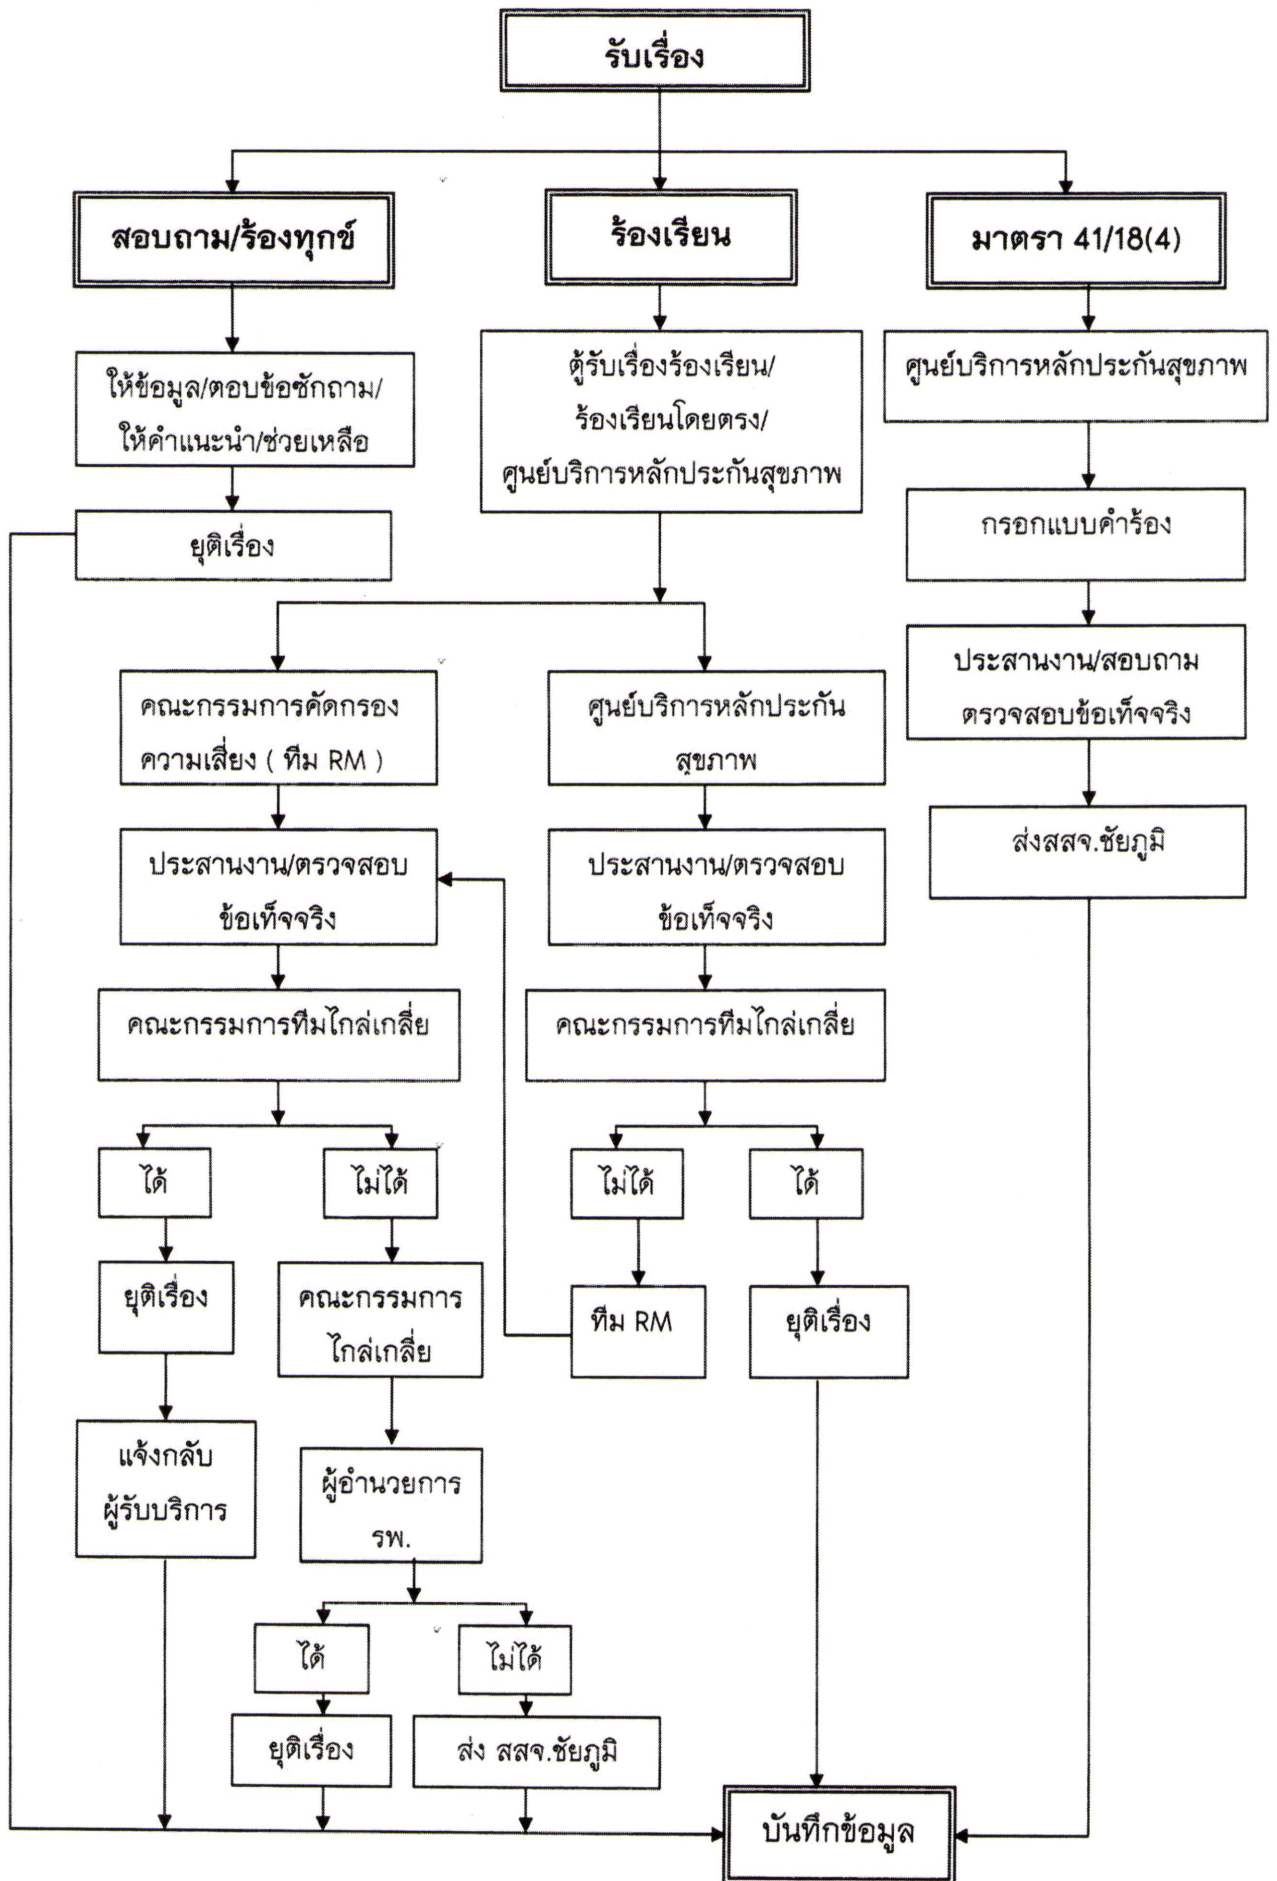 รับเรื่อง
สอบถาม/ร้องทุกข์
ร้องเรียน
มาตรา 41/18(4)
ให้ข้อมูล/ตอบข้อซักถาม/
ให้คำแนะนำ/ช่วยเหลือ
ยุติเรื่อง
ตู้รับเรื่องร้องเรียน/
ร้องเรียนโดยตรง/
ศูนย์บริการหลักประกันสุขภาพ
ศูนย์บริการหลักประกันสุขภาพ
กรอกแบบคำร้อง
ประสานงาน/สอบถาม
ตรวจสอบข้อเท็จจริง
ส่งสสจ.ชัยภูมิ
คณะกรรมการคัดกรอง
ความเสี่ยง ( ทีม RM )
ประสานงาน/ตรวจสอบ
ข้อเท็จจริง
คณะกรรมการทีมไกล่เกลี่ย
ได้
ไม่ได้
ยุติเรื่อง
คณะกรรมการ
ไกล่เกลี่ย
แจ้งกลับ
ผู้รับบริการ
ผู้อำนวยการ
รพ.
ได้
ไม่ได้
ยุติเรื่อง
ส่ง สสจ.ชัยภูมิ
ศูนย์บริการหลักประกัน
สุขภาพ
ประสานงาน/ตรวจสอบ
ข้อเท็จจริง
คณะกรรมการทีมไกล่เกลี่ย
ไม่ได้
ได้
ทีม RM
ยุติเรื่อง
บันทึกข้อมูล